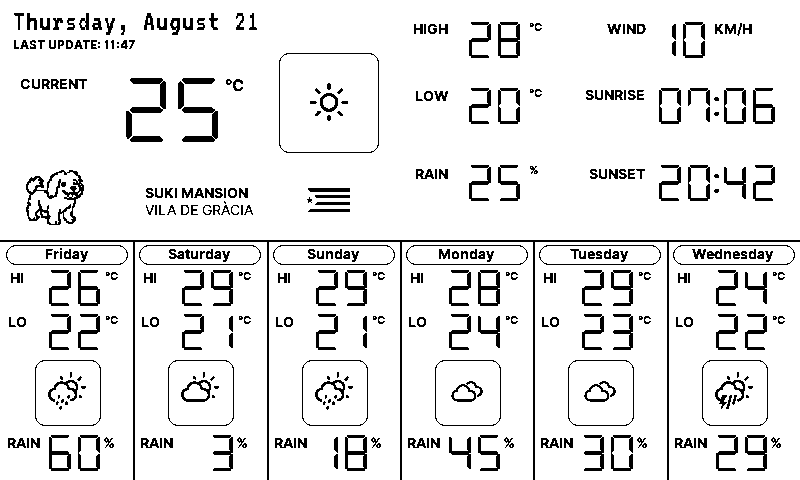 Thursday, August 21
LAST UPDATE: 11:47
CURRENT 25 °C
SUKI MANSION
VILA DE GRÀCIA
HIGH 28 °C
LOW 20 °C
RAIN 25 %
WIND 10 KM/H
SUNRISE 07:06
SUNSET 20:42
Friday
HI 26 °C
LO 22 °C
RAIN 60 %
Saturday
HI 29 °C
LO 21 °C
RAIN 3 %
Sunday
HI 29 °C
LO 21 °C
RAIN 18 %
Monday
HI 28 °C
LO 24 °C
RAIN 45 %
Tuesday
HI 29 °C
LO 23 °C
RAIN 30 %
Wednesday
HI 24 °C
LO 22 °C
RAIN 29 %